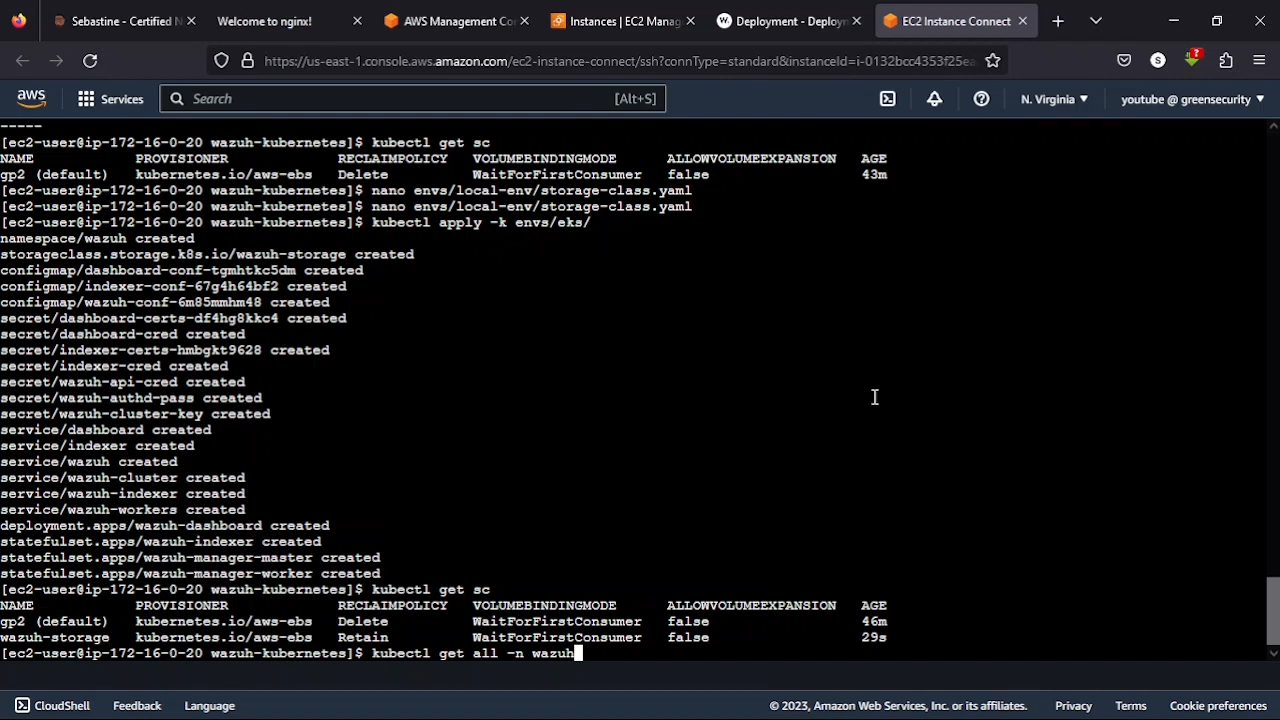 Sebastine - Certified N
Welcome to nginx!
AWS Management Con
Instances | EC2 Manage
Deployment - Deploym
EC2 Instance Connect
https://us-east-1.console.aws.amazon.com/ec2-instance-connect/ssh?connType=standard&instanceId=i-0132bcc4353f25ea
aws
Services
Search
[Alt+S]
N. Virginia
youtube @ greensecurity
-----
[ec2-user@ip-172-16-0-20 wazuh-kubernetes]$ kubectl get sc
NAME PROVISIONER RECLAIMPOLICY VOLUMEBINDINGMODE ALLOWVOLUMEEXPANSION AGE
gp2 (default) kubernetes.io/aws-ebs Delete WaitForFirstConsumer false 43m
[ec2-user@ip-172-16-0-20 wazuh-kubernetes]$ nano envs/local-env/storage-class.yaml
[ec2-user@ip-172-16-0-20 wazuh-kubernetes]$ nano envs/local-env/storage-class.yaml
[ec2-user@ip-172-16-0-20 wazuh-kubernetes]$ kubectl apply -k envs/eks/
namespace/wazuh created
storageclass.storage.k8s.io/wazuh-storage created
configmap/dashboard-conf-tgmhtkc5dm created
configmap/indexer-conf-67g4h64bf2 created
configmap/wazuh-conf-6m85mmhm48 created
secret/dashboard-certs-df4hg8kkc4 created
secret/dashboard-cred created
secret/indexer-certs-hmbgkt9628 created
secret/indexer-cred created
secret/wazuh-api-cred created
secret/wazuh-authd-pass created
secret/wazuh-cluster-key created
service/dashboard created
service/indexer created
service/wazuh created
service/wazuh-cluster created
service/wazuh-indexer created
service/wazuh-workers created
deployment.apps/wazuh-dashboard created
statefulset.apps/wazuh-indexer created
statefulset.apps/wazuh-manager-master created
statefulset.apps/wazuh-manager-worker created
[ec2-user@ip-172-16-0-20 wazuh-kubernetes]$ kubectl get sc
NAME PROVISIONER RECLAIMPOLICY VOLUMEBINDINGMODE ALLOWVOLUMEEXPANSION AGE
gp2 (default) kubernetes.io/aws-ebs Delete WaitForFirstConsumer false 46m
wazuh-storage kubernetes.io/aws-ebs Retain WaitForFirstConsumer false 29s
[ec2-user@ip-172-16-0-20 wazuh-kubernetes]$ kubectl get all -n wazuh
CloudShell
Feedback
Language
© 2023, Amazon Web Services, Inc. or its affiliates.
Privacy
Terms
Cookie preferences